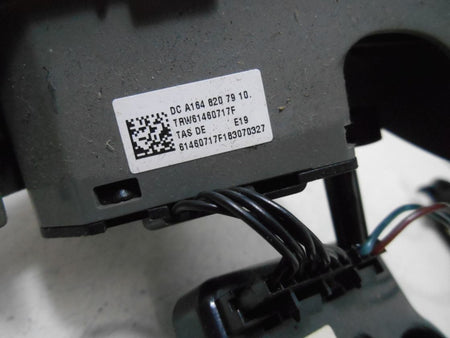 DC A164 820 79 10.
TRW61460717F
TAS DE E19
61460717F183070327